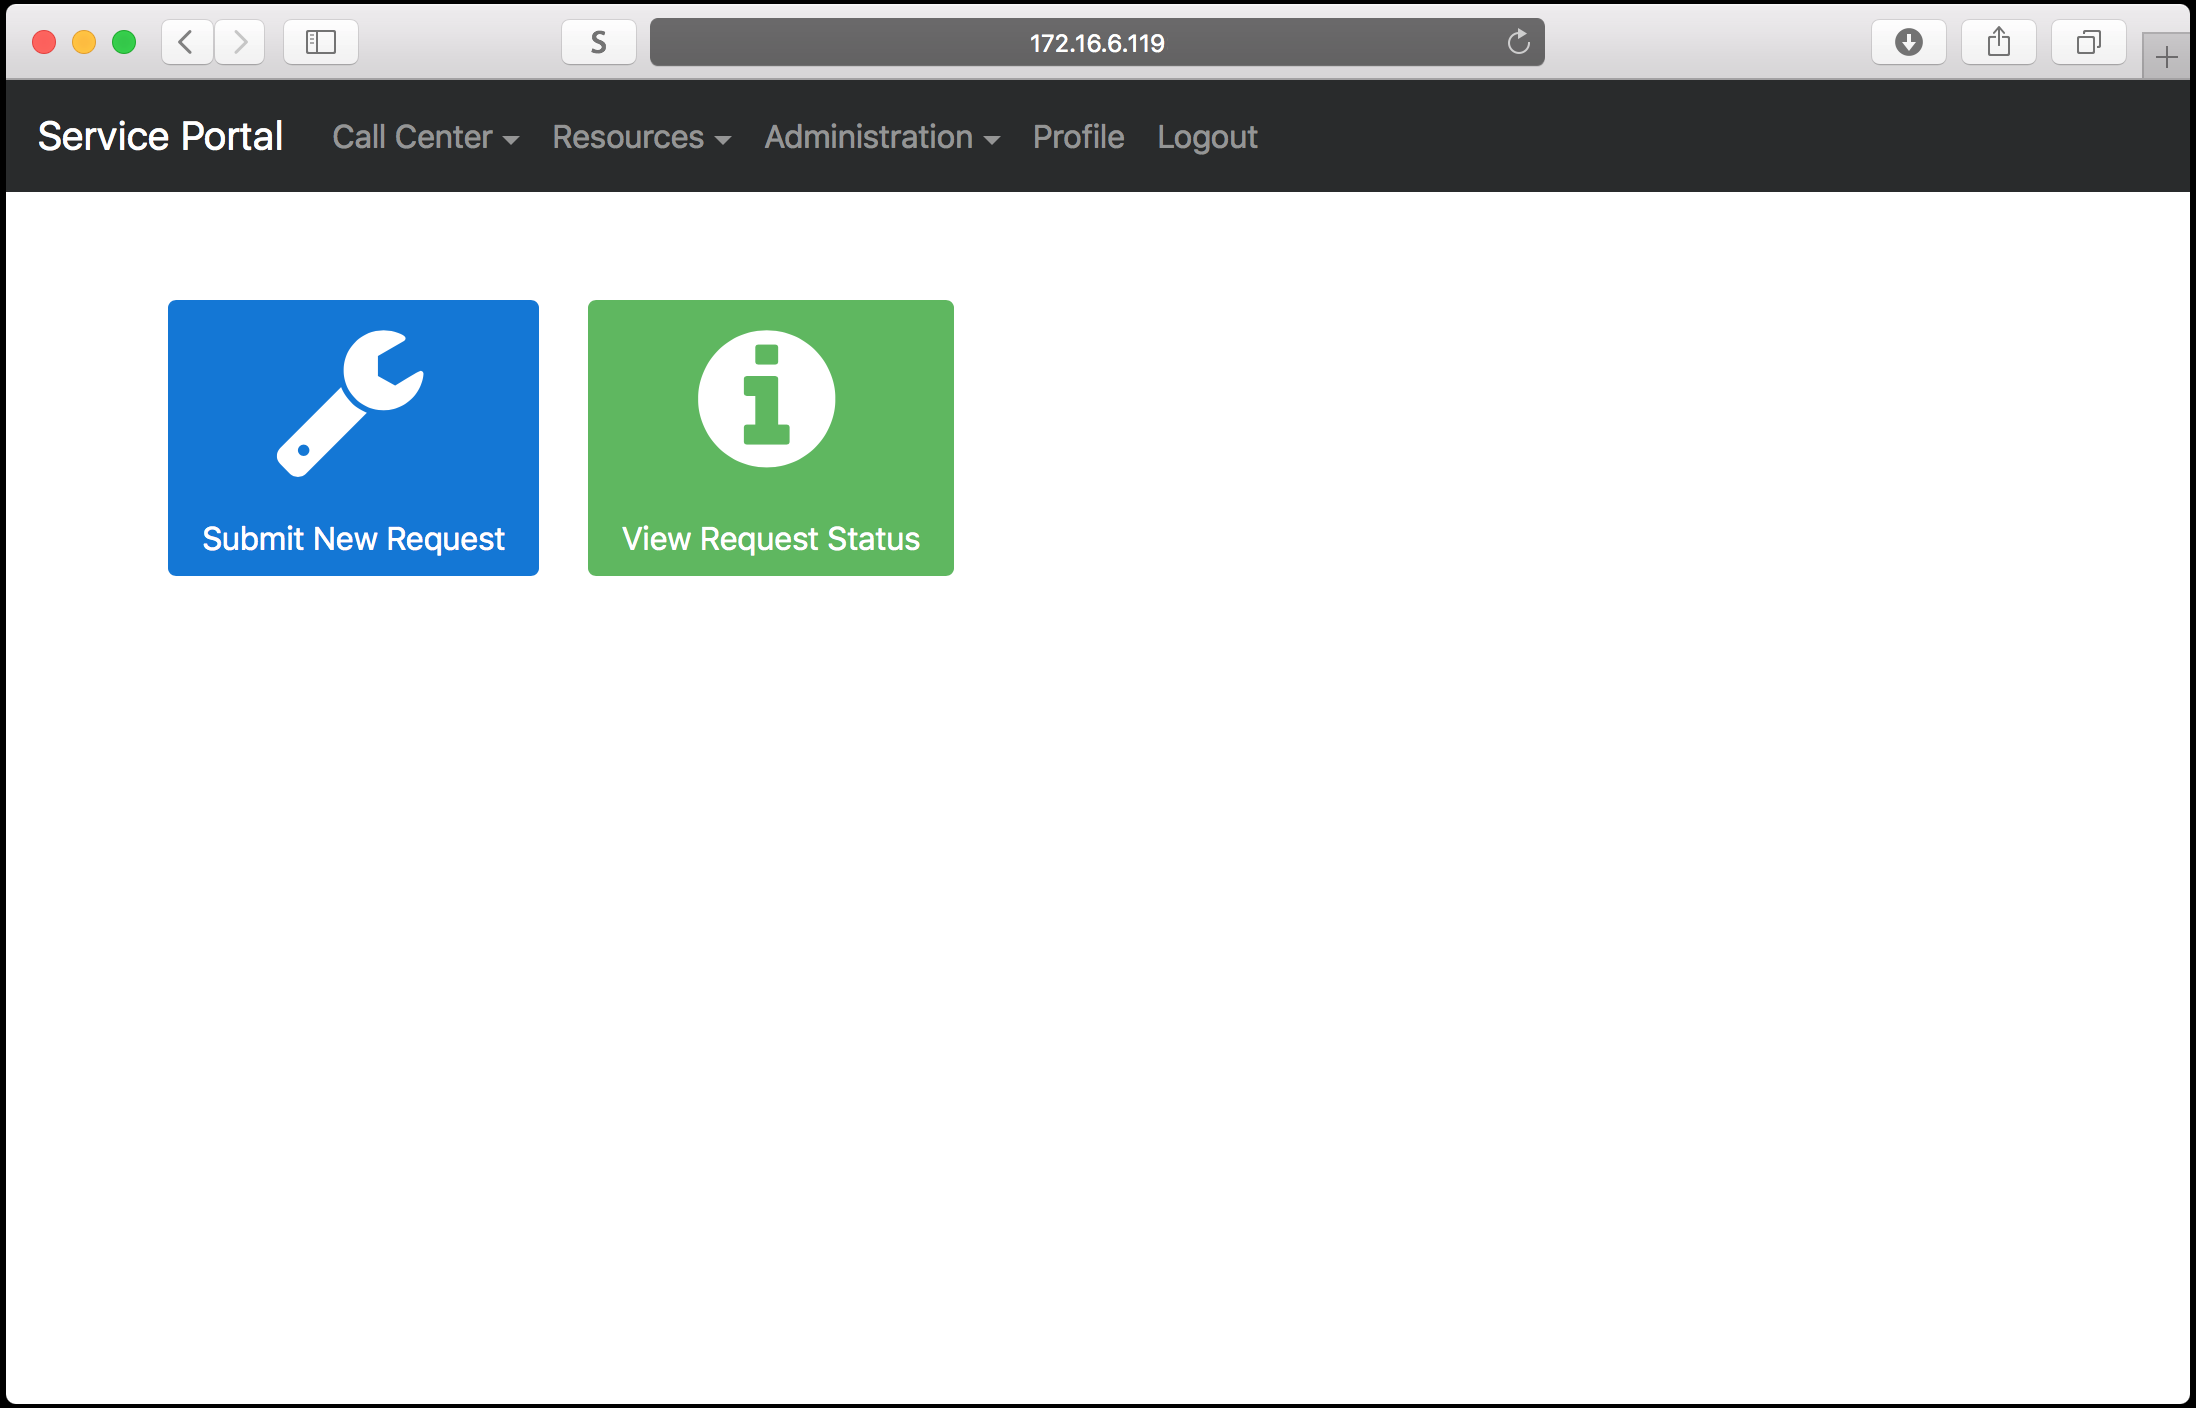 S
172.16.6.119
Service Portal Call Center Resources Administration Profile Logout
Submit New Request
View Request Status